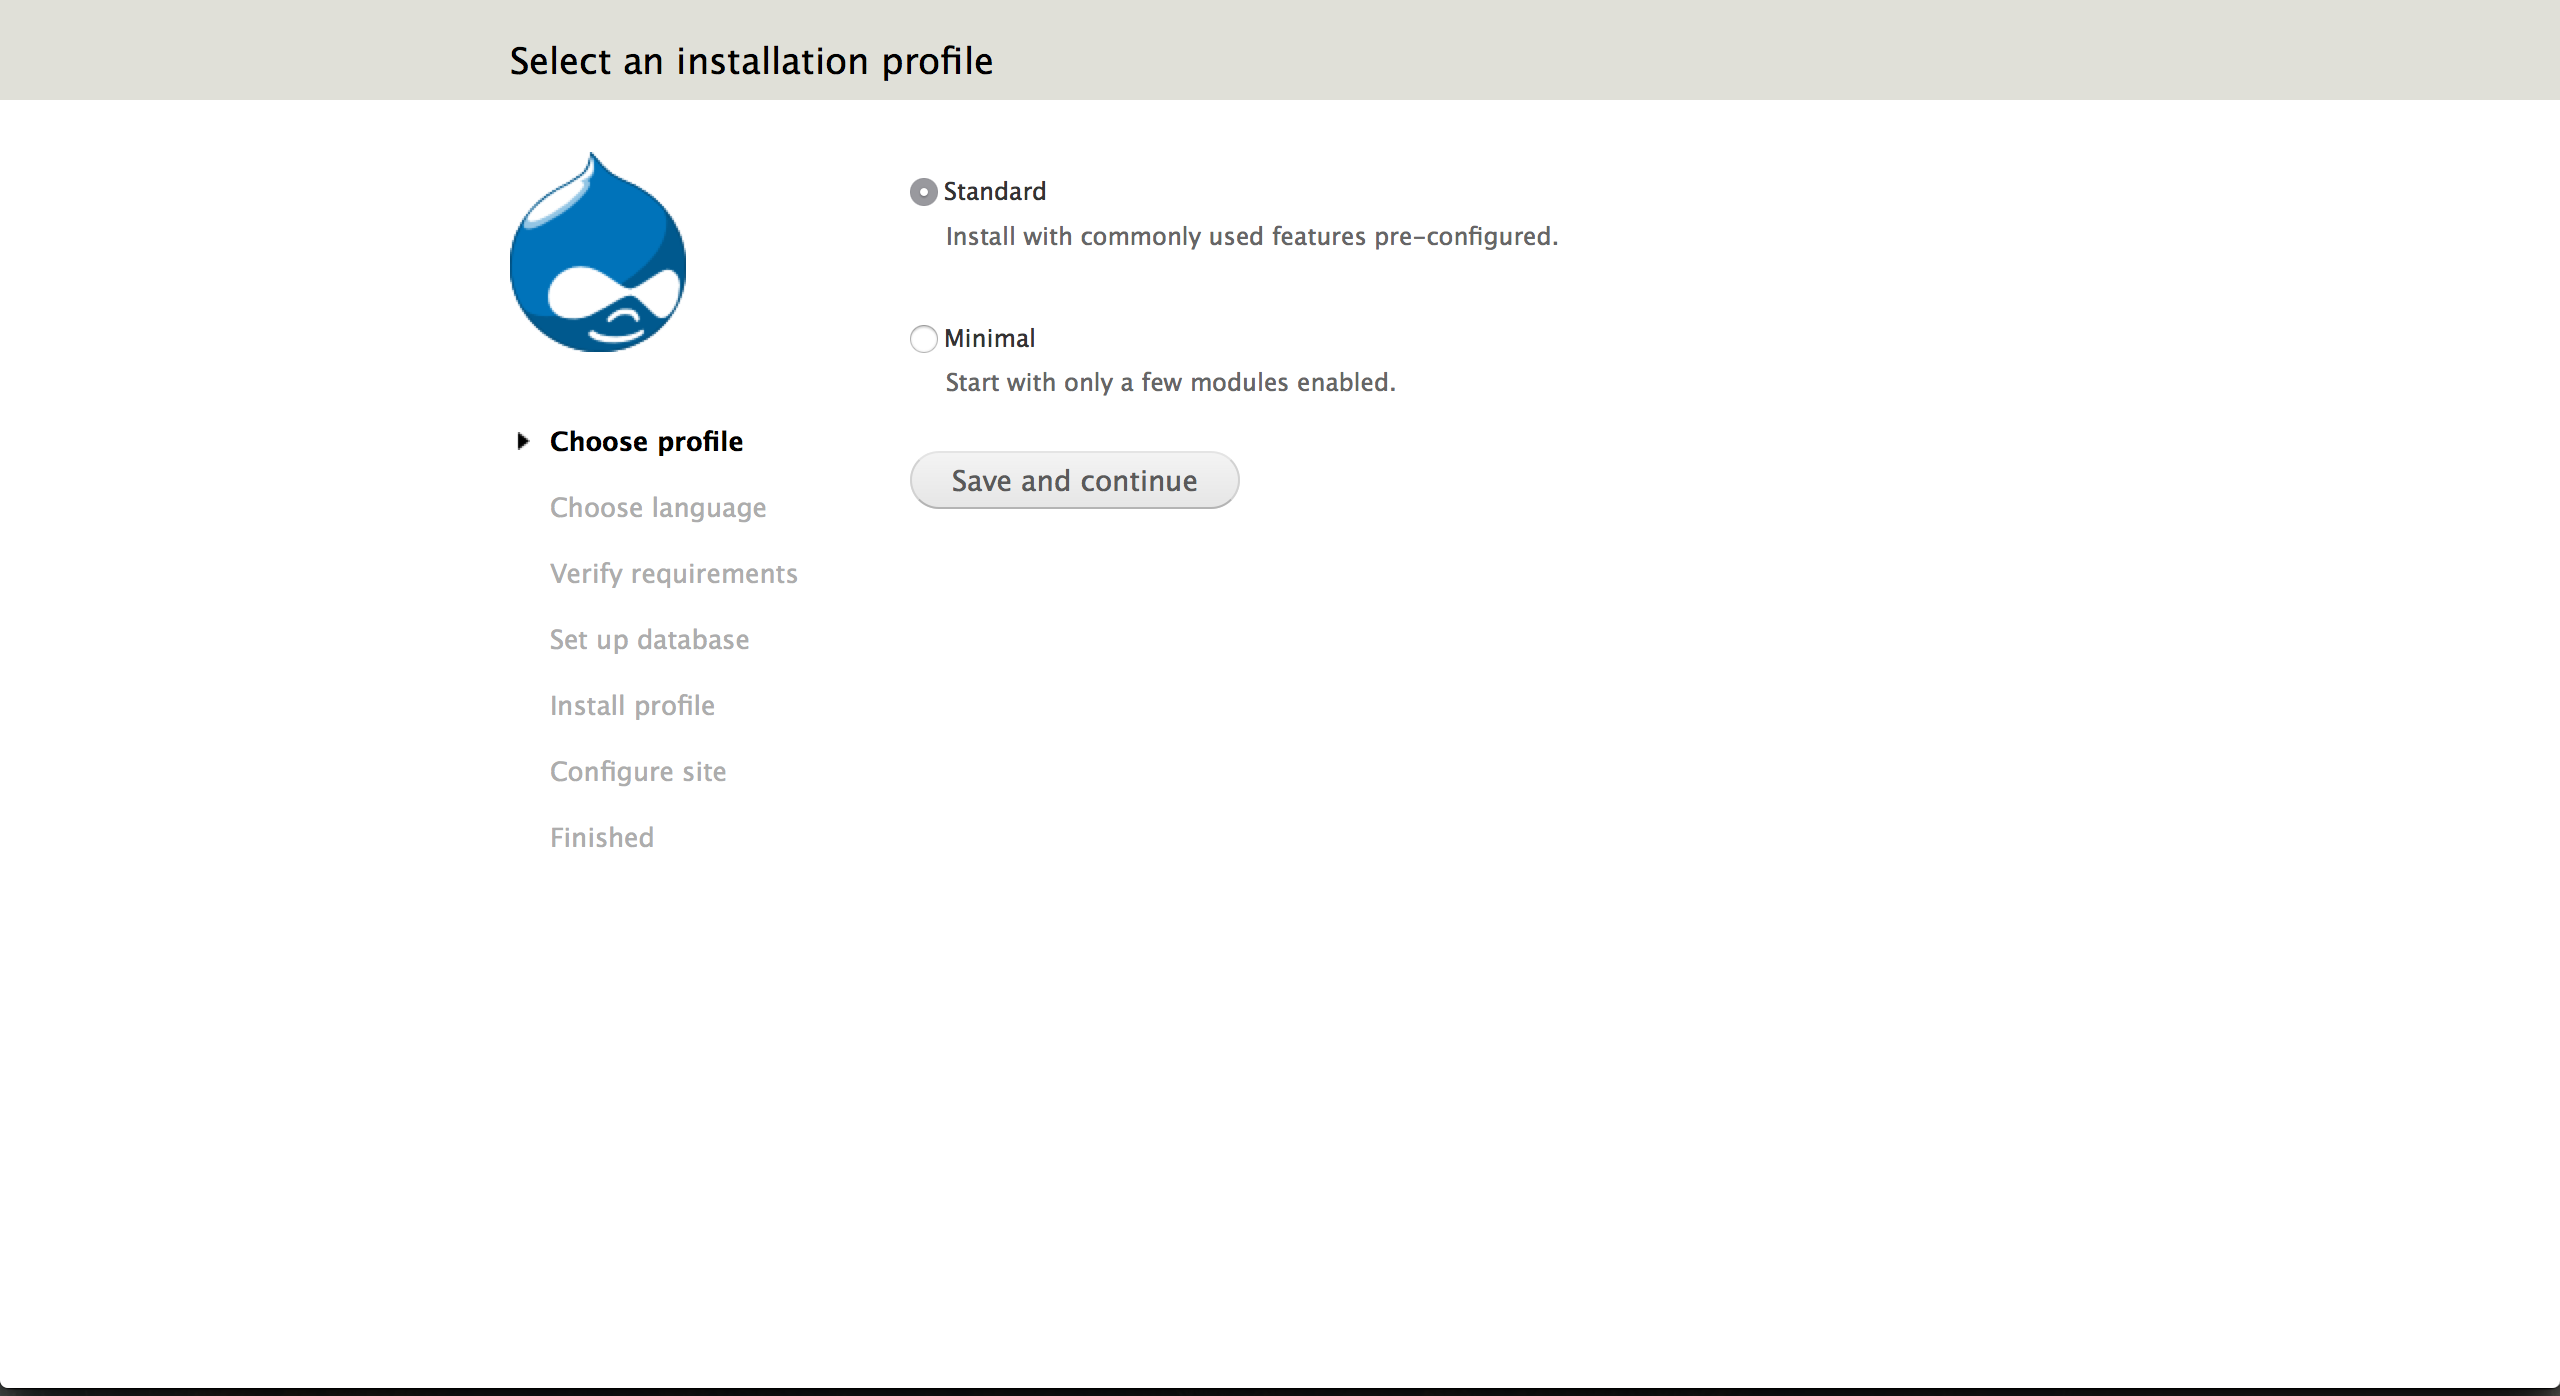 Select an installation profile
Standard
Install with commonly used features pre-configured.
Minimal
Start with only a few modules enabled.
Save and continue
Choose profile
Choose language
Verify requirements
Set up database
Install profile
Configure site
Finished